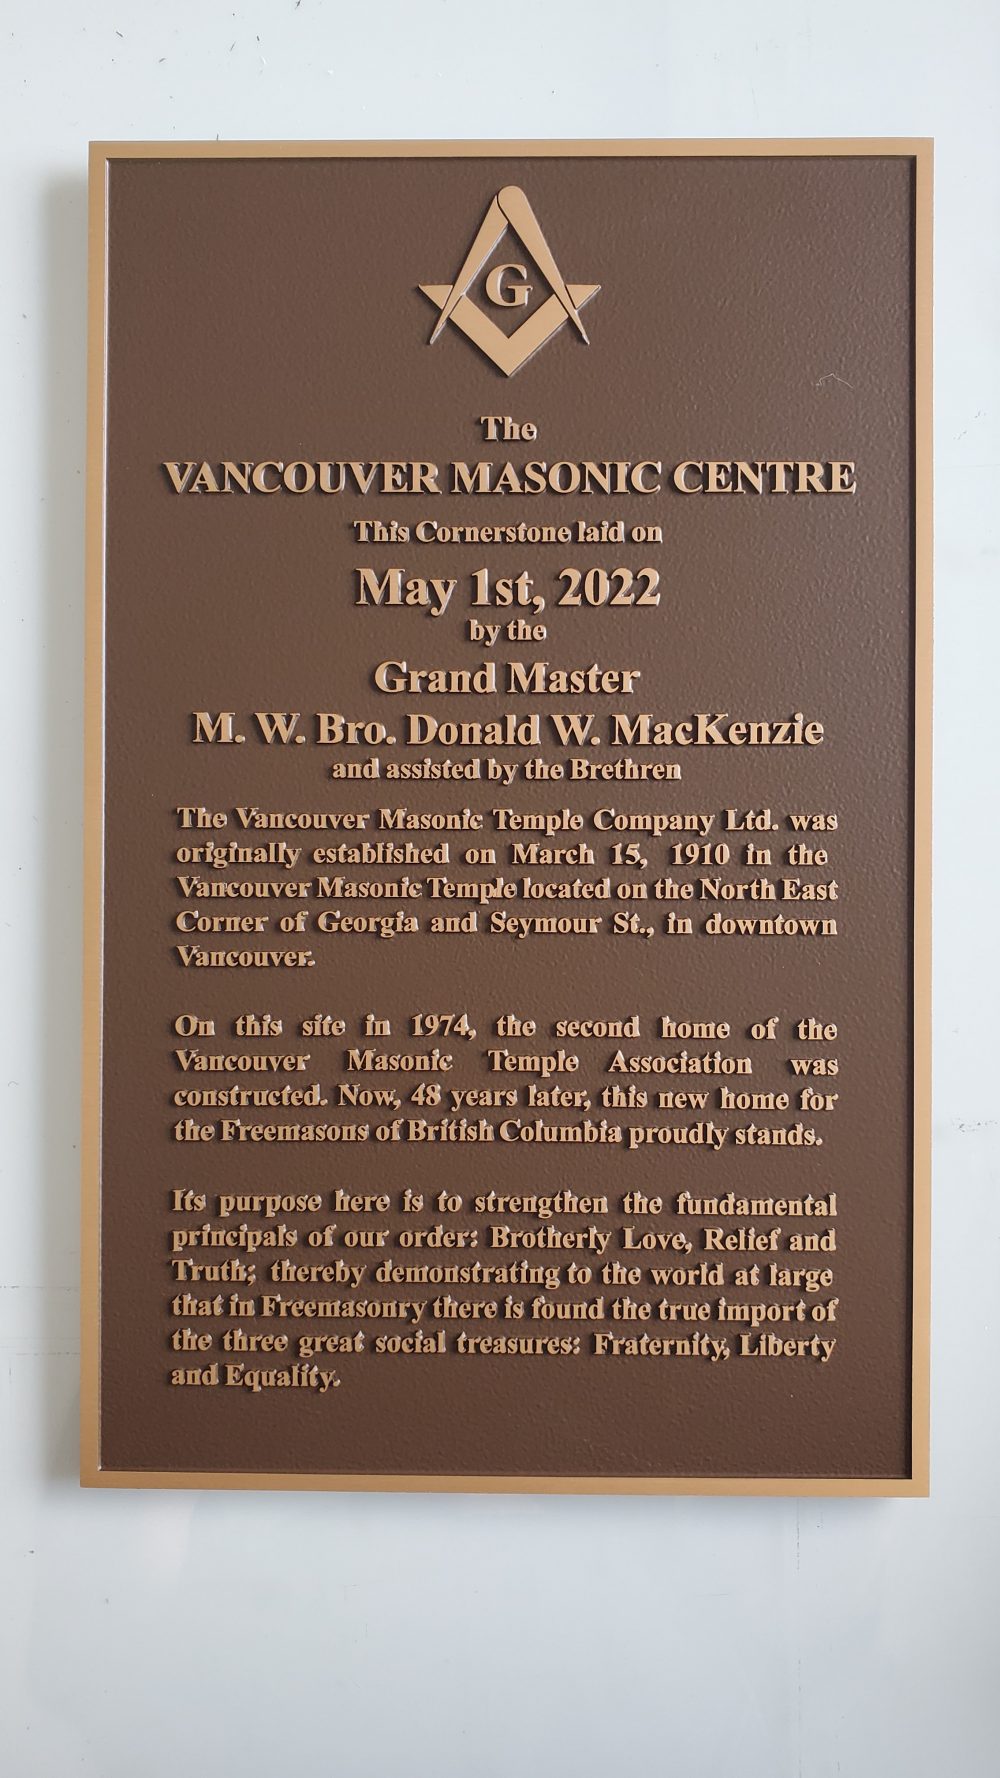 G
The
VANCOUVER MASONIC CENTRE
This Cornerstone laid on
May 1st, 2022
by the
Grand Master
M. W. Bro. Donald W. MacKenzie
and assisted by the Brethren
The Vancouver Masonic Temple Company Ltd. was
originally established on March 15, 1910 in the
Vancouver Masonic Temple located on the North East
Corner of Georgia and Seymour St., in downtown
Vancouver.
On this site in 1974, the second home of the
Vancouver Masonic Temple Association was
constructed. Now, 48 years later, this new home for
the Freemasons of British Columbia proudly stands.
Its purpose here is to strengthen the fundamental
principals of our order: Brotherly Love, Relief and
Truth; thereby demonstrating to the world at large
that in Freemasonry there is found the true import of
the three great social treasures: Fraternity, Liberty
and Equality.